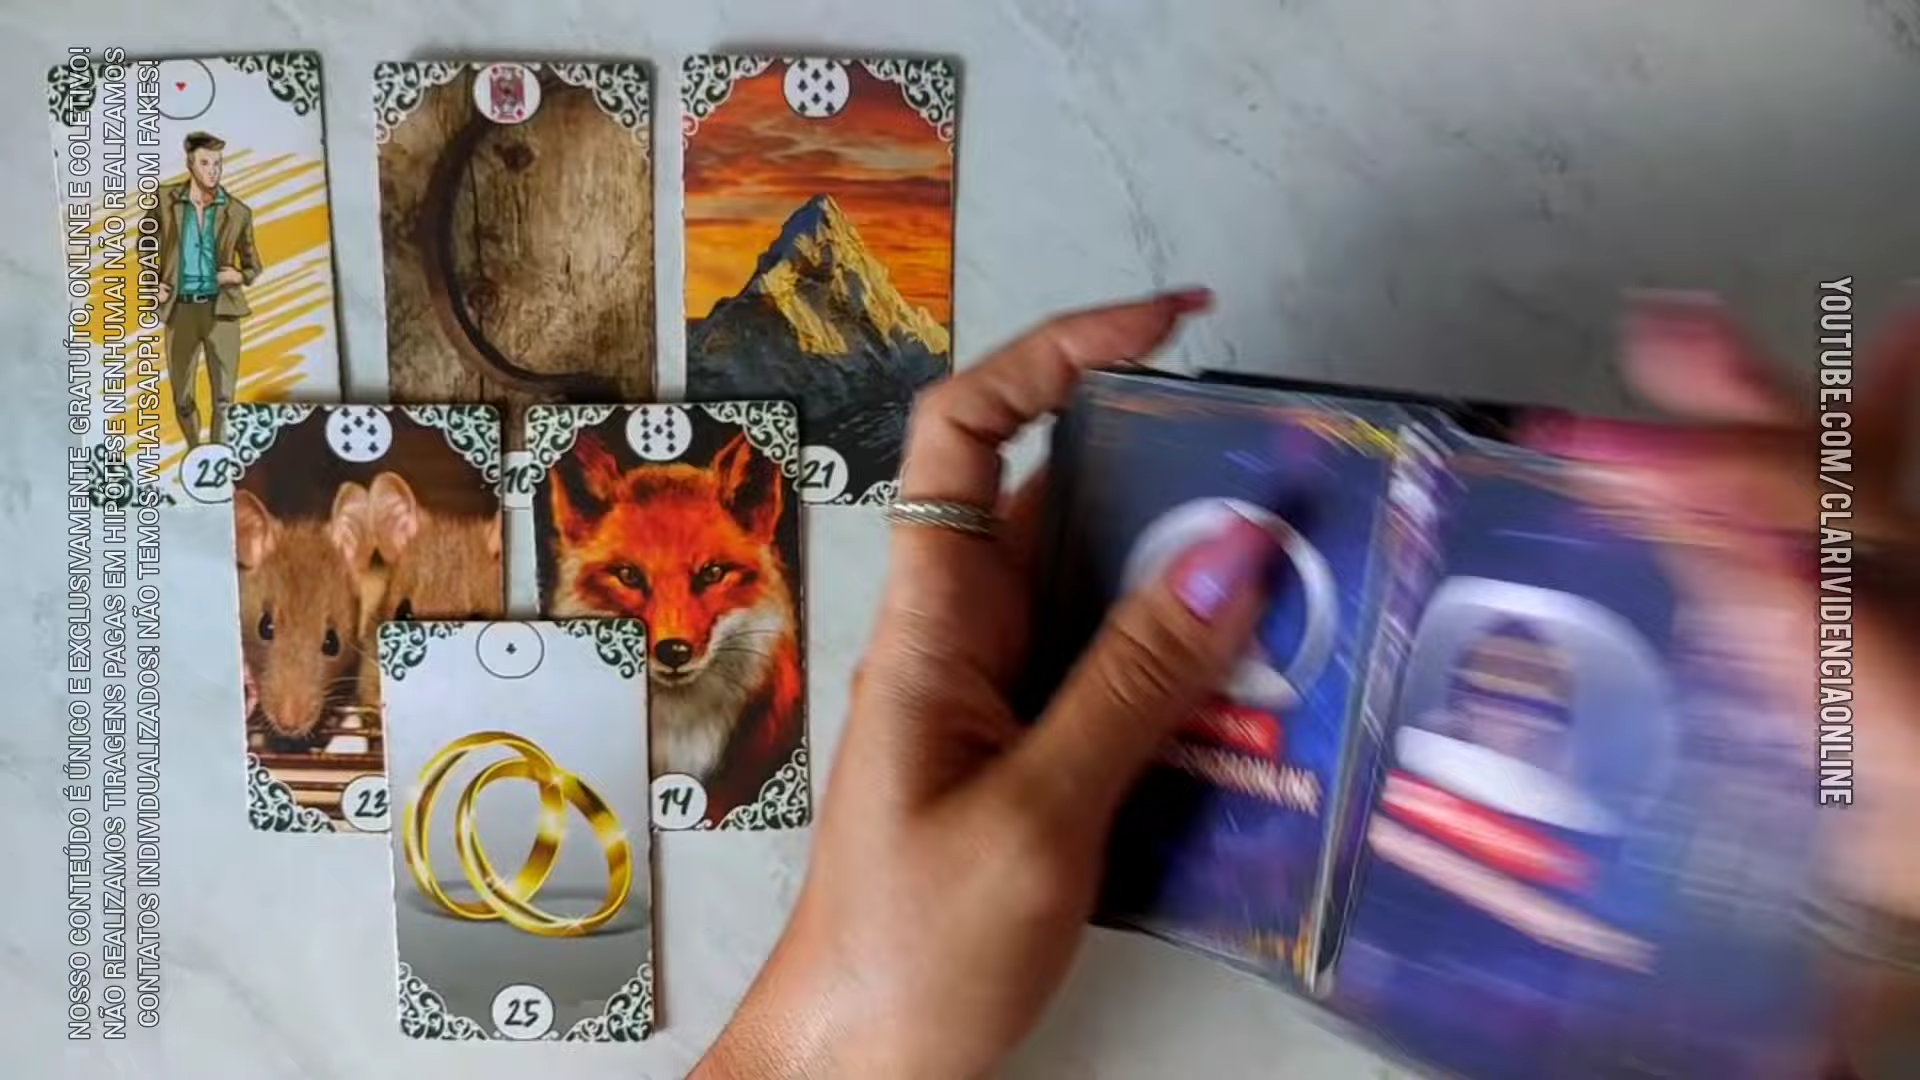 NOSSO CONTEÚDO É ÚNICO E EXCLUSIVAMENTE GRATUÍTO, ONLINE E COLETIVO!
NÃO REALIZAMOS TIRAGENS PAGAS EM HIPÓTESE NENHUMA! NÃO REALIZAMOS
CONTATOS INDIVIDUALIZADOS! NÃO TEMOS WHATSAPP! CUIDADO COM FAKES!
28
10
21
23
14
25
YOUTUBE.COM/CLARIVIDENCIAONLINE